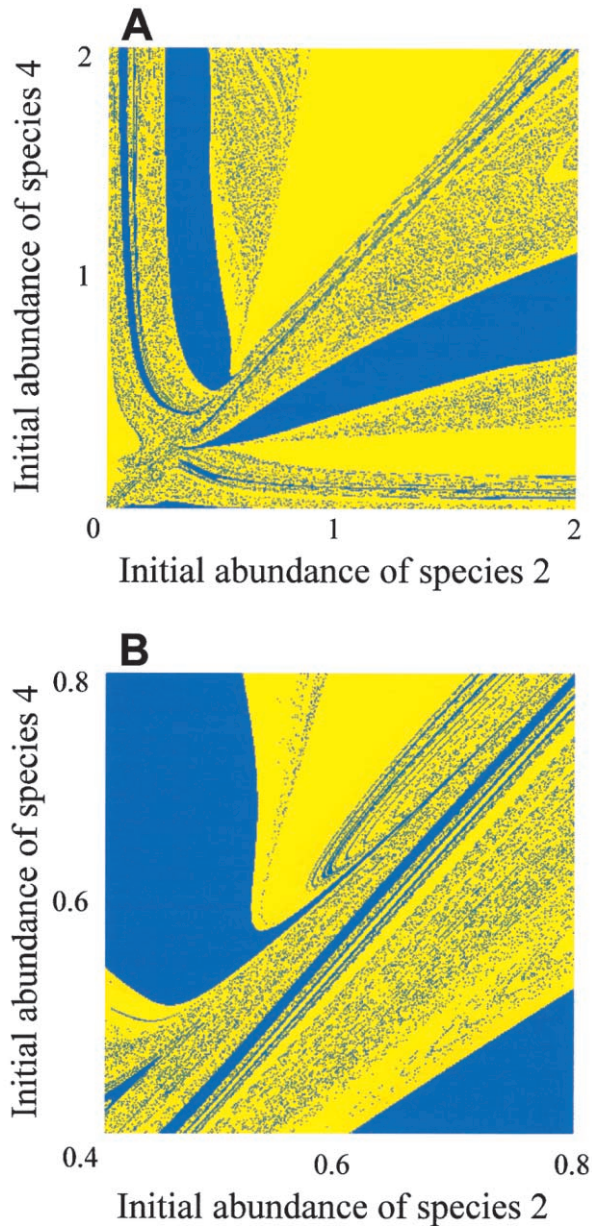 A
Initial abundance of species 4
2
1
0
1
2
Initial abundance of species 2
B
Initial abundance of species 4
0.8
0.6
0.4
0.6
0.8
Initial abundance of species 2